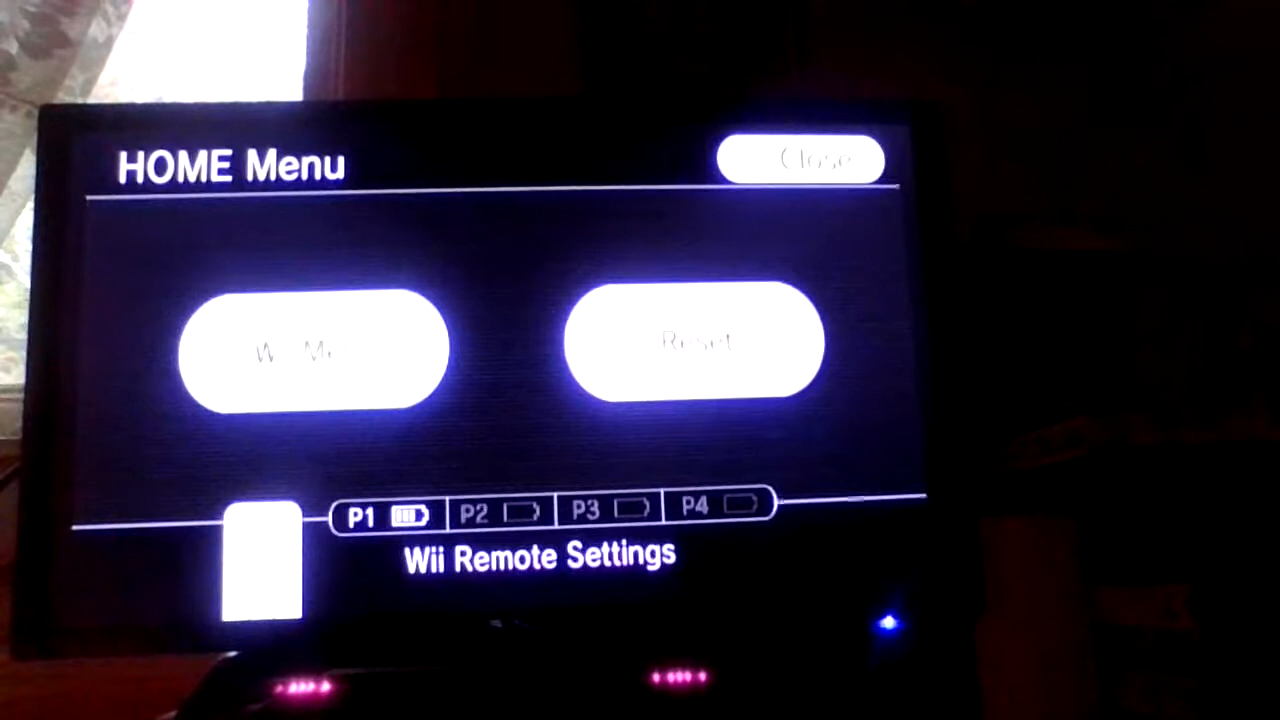 HOME Menu
Close
Reset
P1 P2 P3 P4
Wii Remote Settings